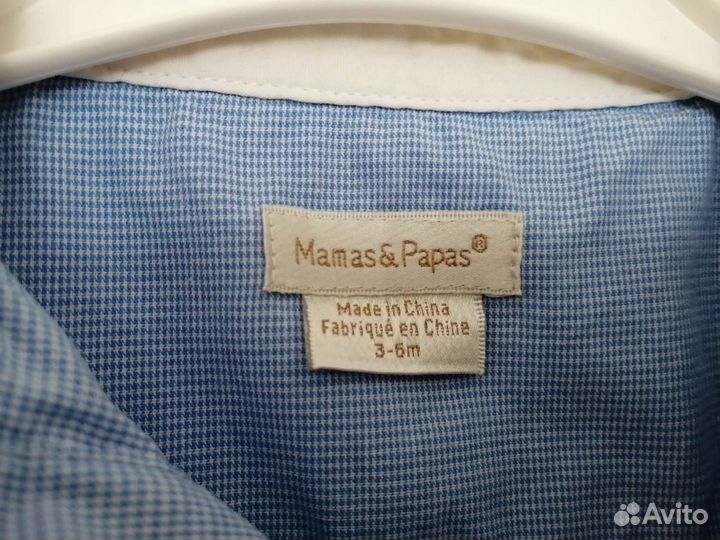 Mamas&Papas®
Made in China
Fabriqué en Chine
3-6m
Avito